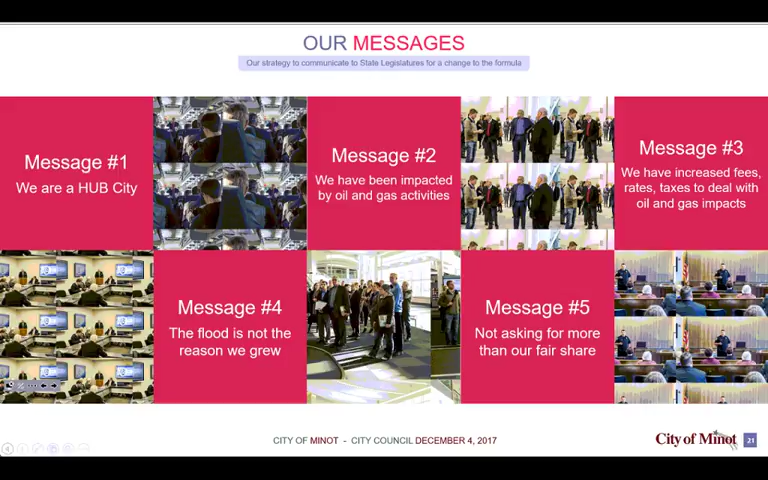 OUR MESSAGES
Our strategy to communicate to State Legislatures for a change to the formula
Message #1
We are a HUB City
Message #2
We have been impacted
by oil and gas activities
Message #3
We have increased fees,
rates, taxes to deal with
oil and gas impacts
Message #4
The flood is not the
reason we grew
Message #5
Not asking for more
than our fair share
CITY OF MINOT - CITY COUNCIL DECEMBER 4, 2017
City of Minot
21